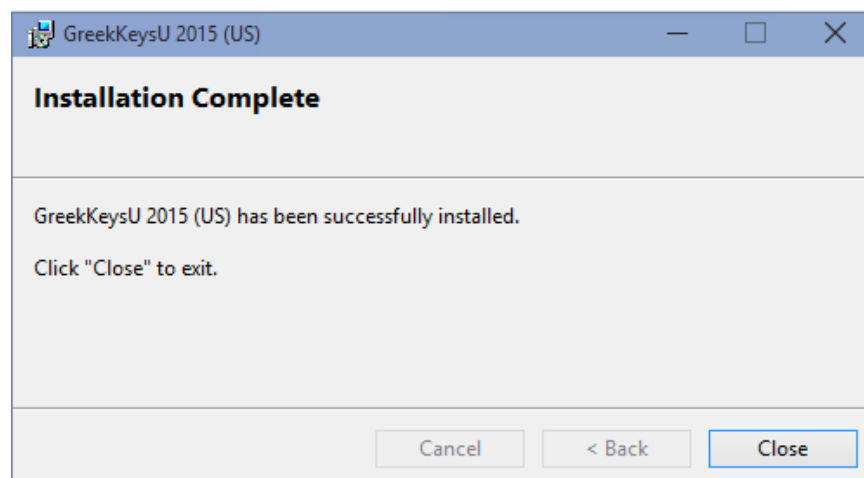 GreekKeysU 2015 (US)
Installation Complete
GreekKeysU 2015 (US) has been successfully installed.
Click "Close" to exit.
Cancel
< Back
Close